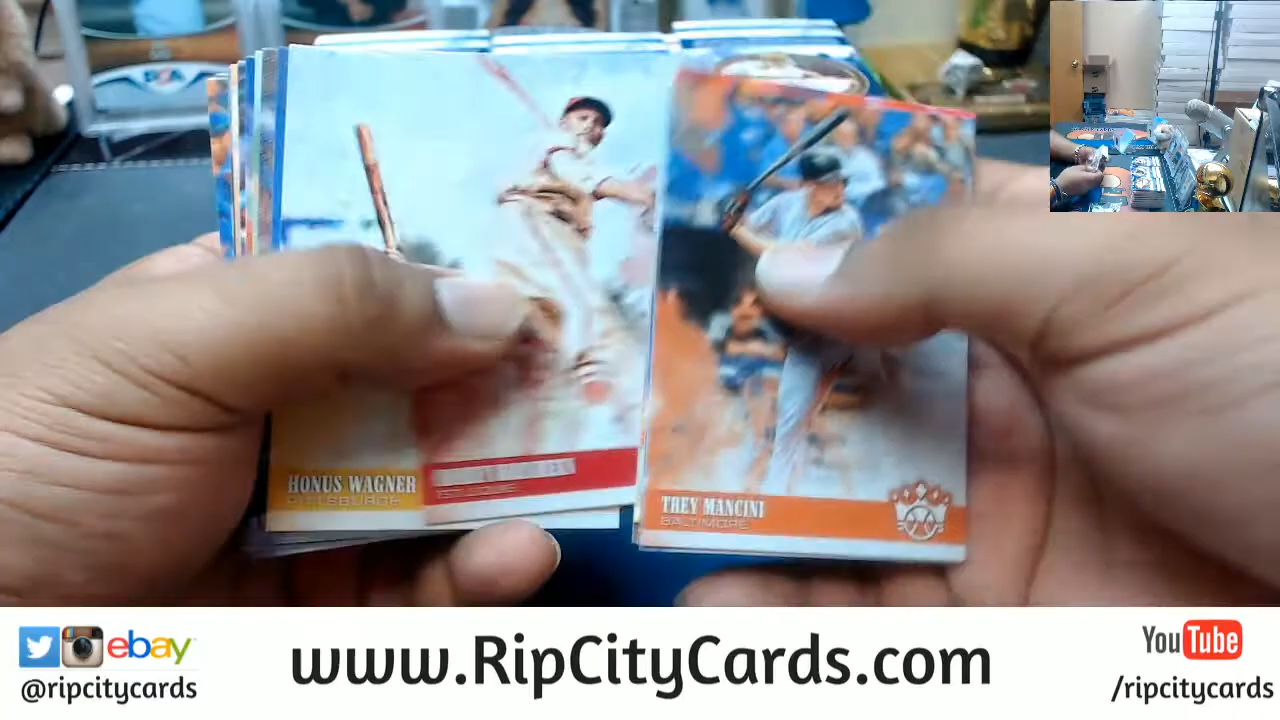 HONUS WAGNER
PITTSBURGH
TREY MANCINI
BALTIMORE
ebay
@ripcitycards
www.RipCityCards.com
YouTube
/ripcitycards